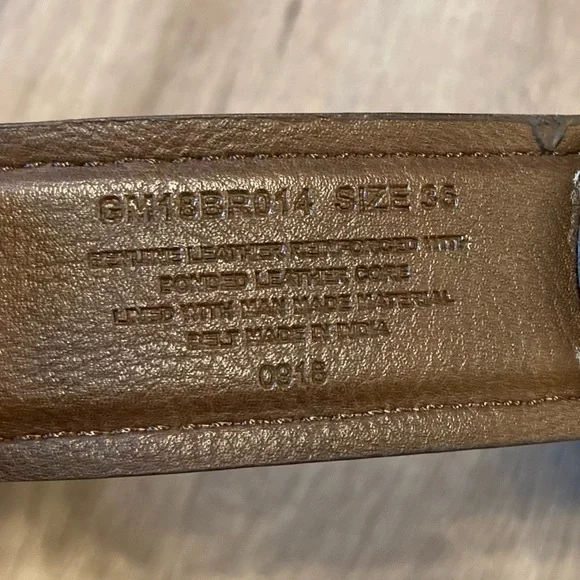 GM18BR014 SIZE 36
GENUINE LEATHER REINFORCED WITH
BONDED LEATHER CORE
LINED WITH MAN MADE MATERIAL
BELT MADE IN INDIA
0918